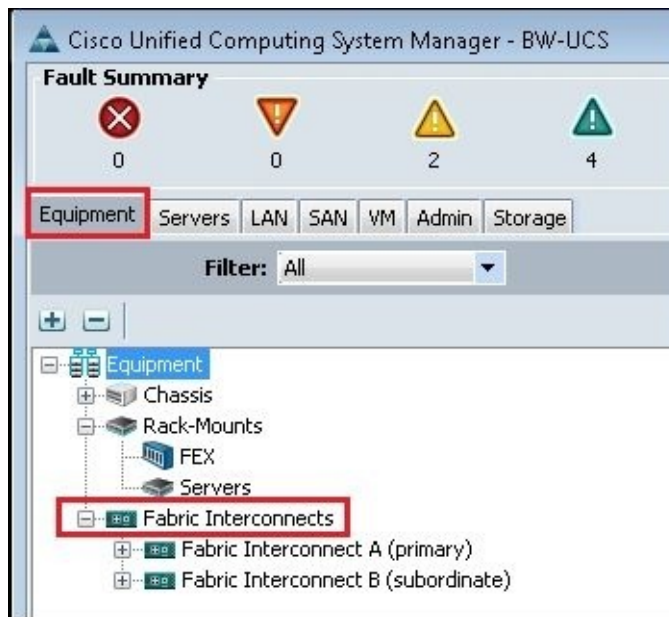 Cisco Unified Computing System Manager - BW-UCS
Fault Summary
0 0 2 4
Equipment Servers LAN SAN VM Admin Storage
Filter: All
Equipment
Chassis
Rack-Mounts
FEX
Servers
Fabric Interconnects
Fabric Interconnect A (primary)
Fabric Interconnect B (subordinate)